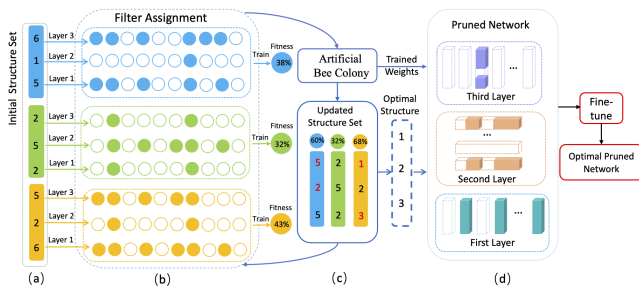 Initial Structure Set
6
1
5
2
5
2
5
2
6
(a)
Filter Assignment
Layer 3
Layer 2
Layer 1
Layer 3
Layer 2
Layer 1
Layer 3
Layer 2
Layer 1
(b)
Train
Fitness
38%
Train
Fitness
32%
Train
Fitness
43%
Artificial
Bee Colony
Updated
Structure Set
60%
32%
68%
5 2 1
2 5 2
5 2 3
(c)
Trained
Weights
Optimal
Structure
1
2
3
Pruned Network
...
Third Layer
...
...
Second Layer
...
First Layer
(d)
Fine-
tune
Optimal Pruned
Network